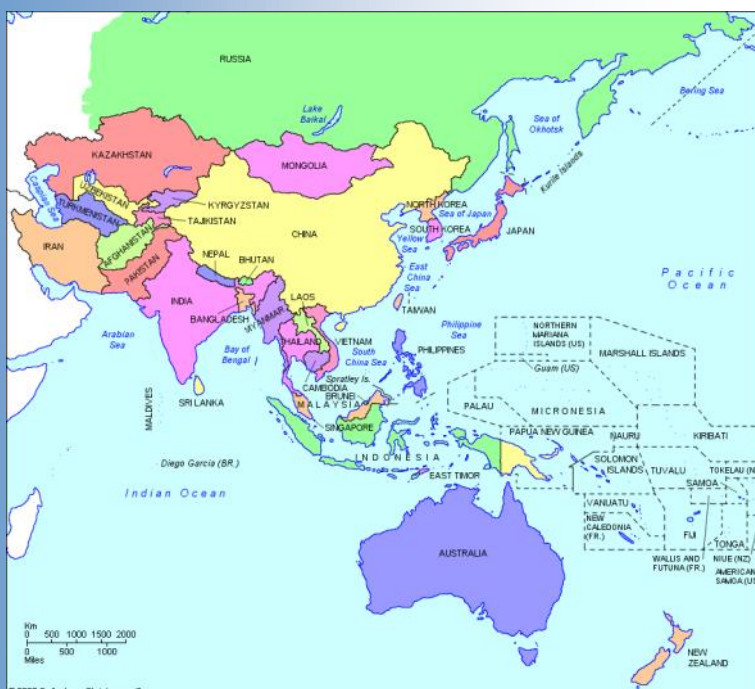 RUSSIA
Bering Sea
Lake
Baikal
Sea of
Okhotsk
KAZAKHSTAN
MONGOLIA
Kurile Islands
Caspian Sea
UZBEKISTAN
TURKMENISTAN
KYRGYZSTAN
TAJIKISTAN
NORTH KOREA
Sea of Japan
SOUTH KOREA
JAPAN
Yellow
Sea
CHINA
IRAN
AFGHANISTAN
PAKISTAN
NEPAL
BHUTAN
East
China
Sea
Pacific
Ocean
INDIA
BANGLADESH
MYANMAR
LAOS
TAIWAN
Arabian
Sea
Bay of
Bengal
THAILAND
VIETNAM
South
China Sea
Philippine
Sea
PHILIPPINES
NORTHERN
MARIANA
ISLANDS (US)
MARSHALL ISLANDS
Guam (US)
MALDIVES
SRI LANKA
CAMBODIA
Spratley Is.
BRUNEI
MALAYSIA
SINGAPORE
PALAU
MICRONESIA
PAPUA NEW GUINEA
NAURU
KIRIBATI
INDONESIA
SOLOMON
ISLANDS
TUVALU
TOKELAU (N
Diego Garcia (BR.)
EAST TIMOR
SAMOA
Indian Ocean
VANUATU
NEW
CALEDONIA
(FR.)
FIJI
TONGA
WALLIS AND
FUTUNA (FR.)
NIUE (NZ)
AMERICAN
SAMOA (US
AUSTRALIA
Km
0 500 1000 1500 2000
0 500 1000
Miles
NEW
ZEALAND